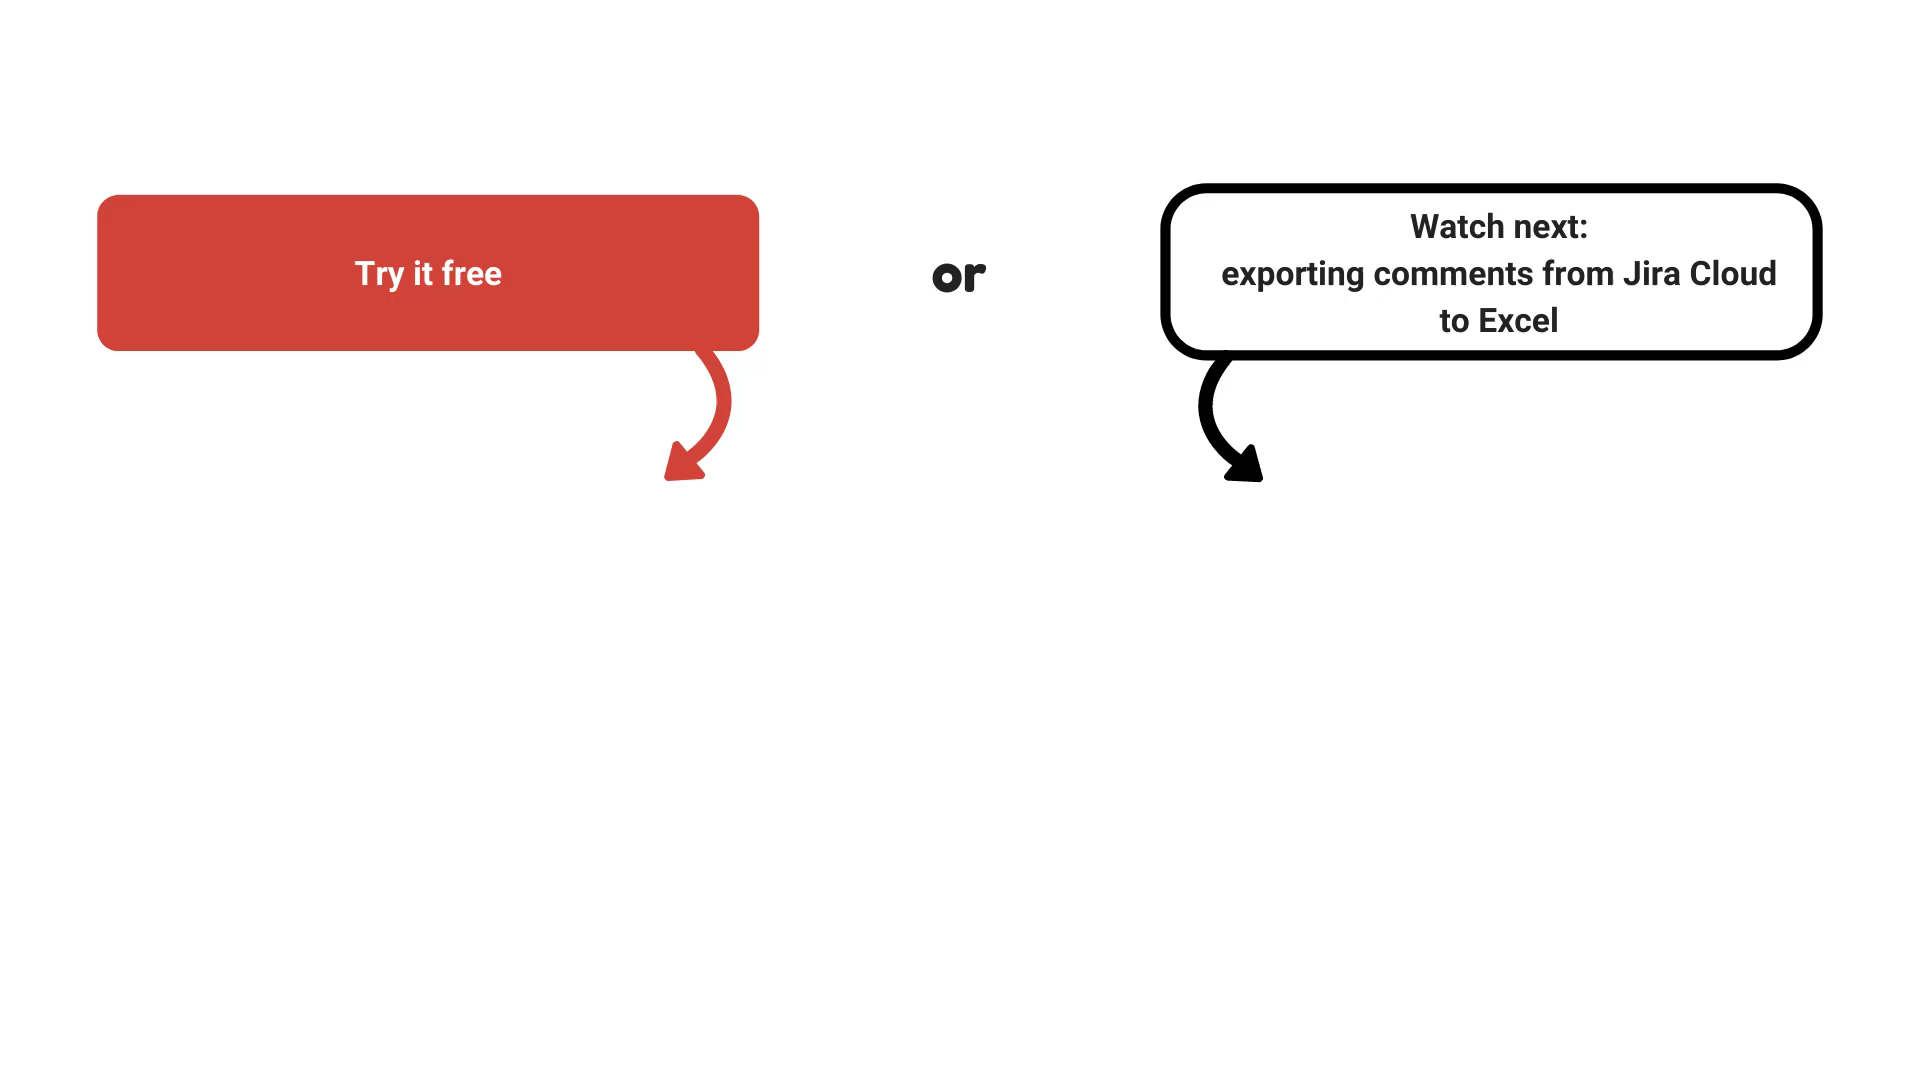 Try it free
or
Watch next:
exporting comments from Jira Cloud
to Excel